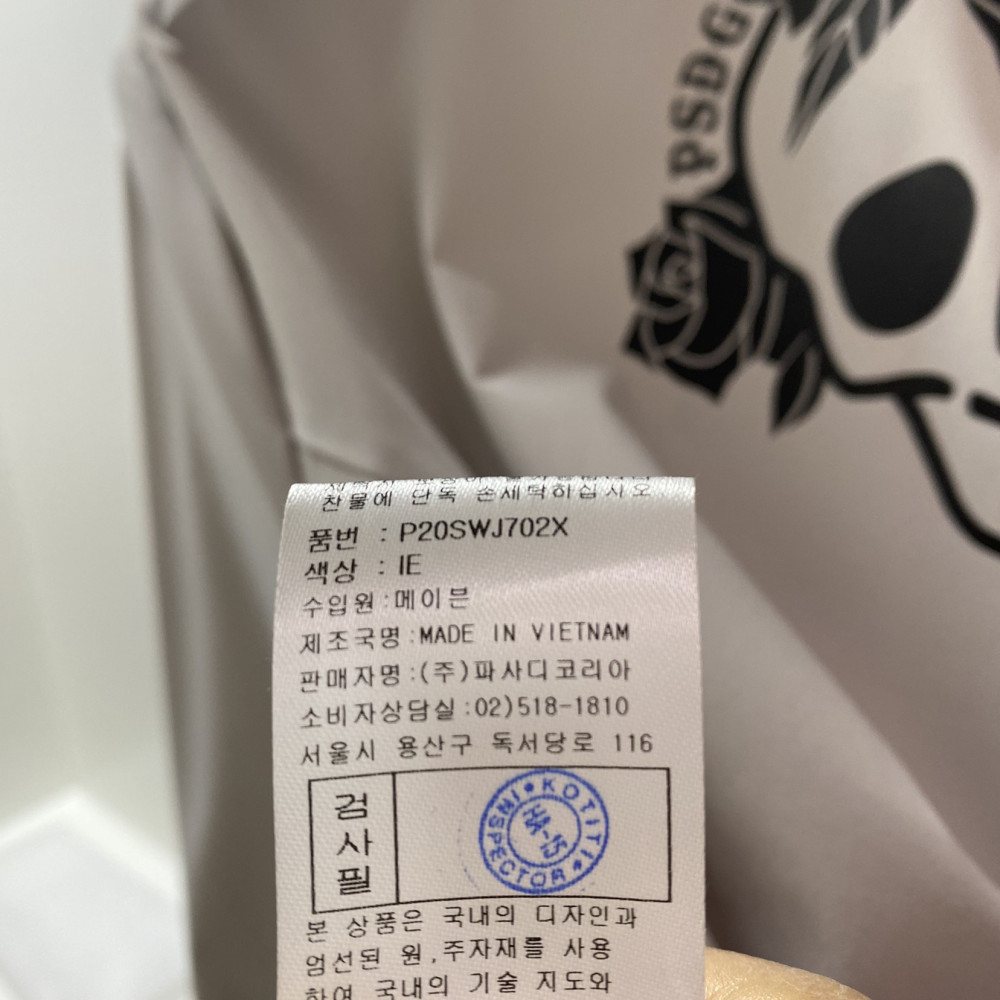 PSDG
찬물에 단독 손세탁하십시오
품번 : P20SWJ702X
색상 : IE
수입원:메이븐
제조국명:MADE IN VIETNAM
판매자명:(주)파사디코리아
소비자상담실:02)518-1810
서울시 용산구 독서당로 116
검사필
KOTITI
INSPECTOR
HA-15
본 상품은 국내의 디자인과
엄선된 원,주자재를 사용
하여 국내의 기술 지도와